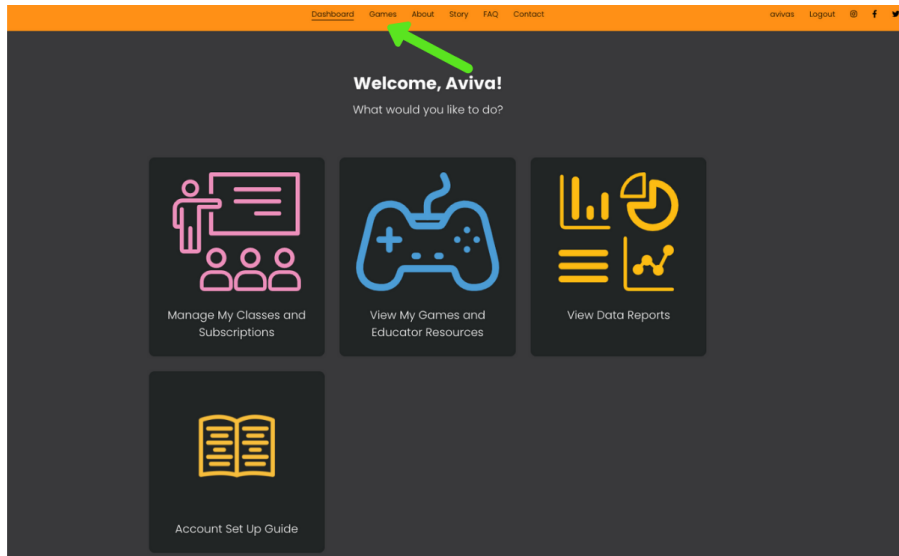 Dashboard Games About Story FAQ Contact avivas Logout
Welcome, Aviva!
What would you like to do?
Manage My Classes and
Subscriptions
View My Games and
Educator Resources
View Data Reports
Account Set Up Guide